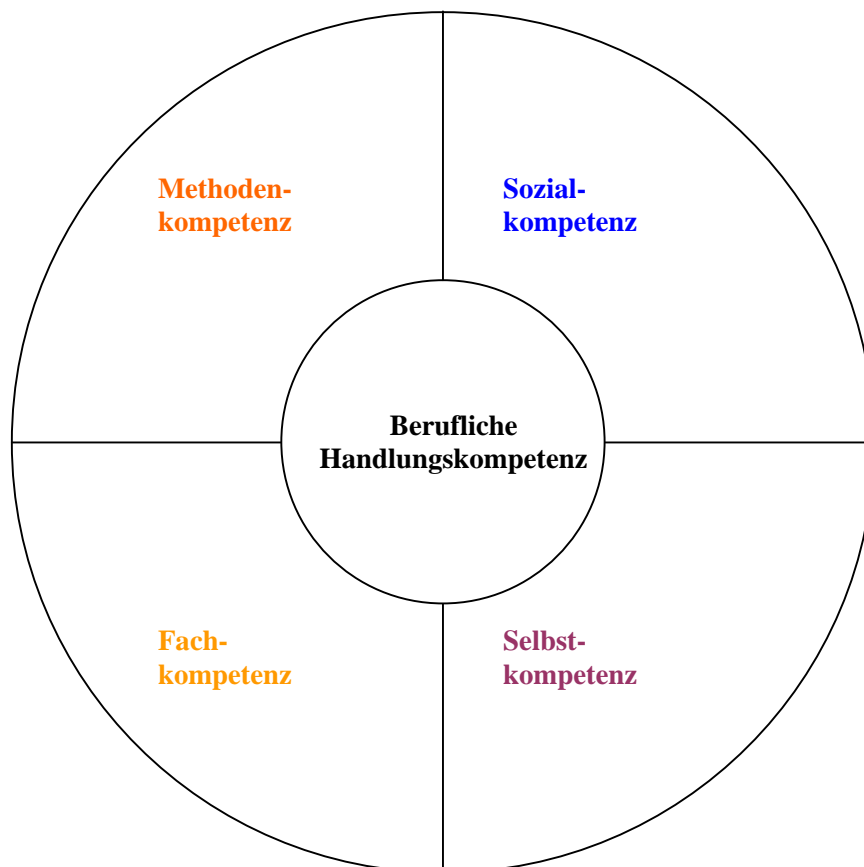 Methoden-
kompetenz
Sozial-
kompetenz
Berufliche
Handlungskompetenz
Fach-
kompetenz
Selbst-
kompetenz